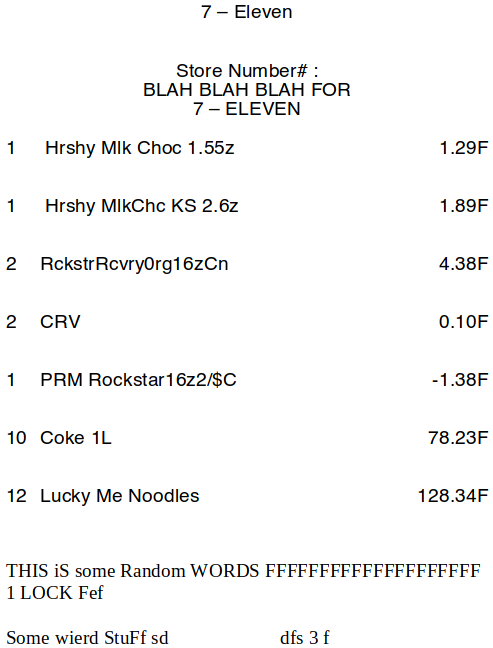 7 – Eleven
Store Number# :
BLAH BLAH BLAH FOR
7 – ELEVEN
1 Hrshy Mlk Choc 1.55z 1.29F
1 Hrshy MlkChc KS 2.6z 1.89F
2 RckstrRcvry0rg16zCn 4.38F
2 CRV 0.10F
1 PRM Rockstar16z2/$C -1.38F
10 Coke 1L 78.23F
12 Lucky Me Noodles 128.34F
THIS iS some Random WORDS FFFFFFFFFFFFFFFFFFFF
1 LOCK Fef
Some wierd StuFf sd dfs 3 f